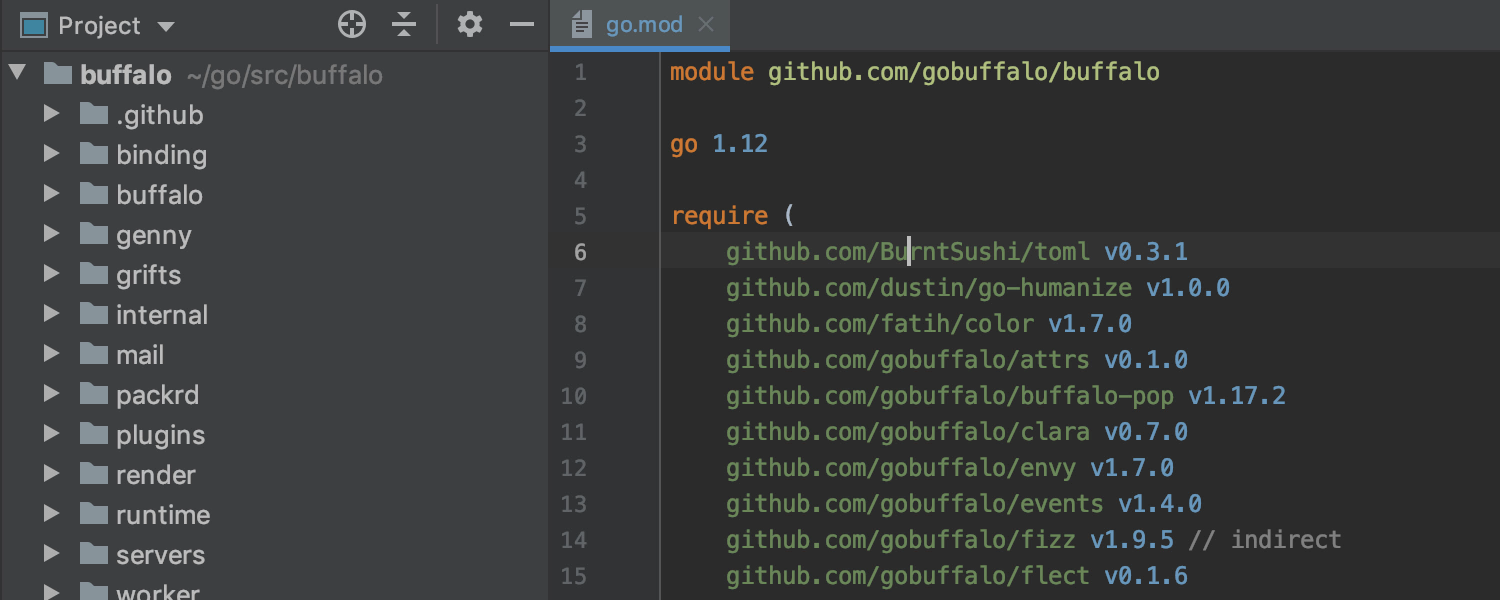 Project
buffalo ~/go/src/buffalo
.github
binding
buffalo
genny
grifts
internal
mail
packrd
plugins
render
runtime
servers
worker
go.mod
1 module github.com/gobuffalo/buffalo
2
3 go 1.12
4
5 require (
6 github.com/BurntSushi/toml v0.3.1
7 github.com/dustin/go-humanize v1.0.0
8 github.com/fatih/color v1.7.0
9 github.com/gobuffalo/attrs v0.1.0
10 github.com/gobuffalo/buffalo-pop v1.17.2
11 github.com/gobuffalo/clara v0.7.0
12 github.com/gobuffalo/envy v1.7.0
13 github.com/gobuffalo/events v1.4.0
14 github.com/gobuffalo/fizz v1.9.5 // indirect
15 github.com/gobuffalo/flect v0.1.6